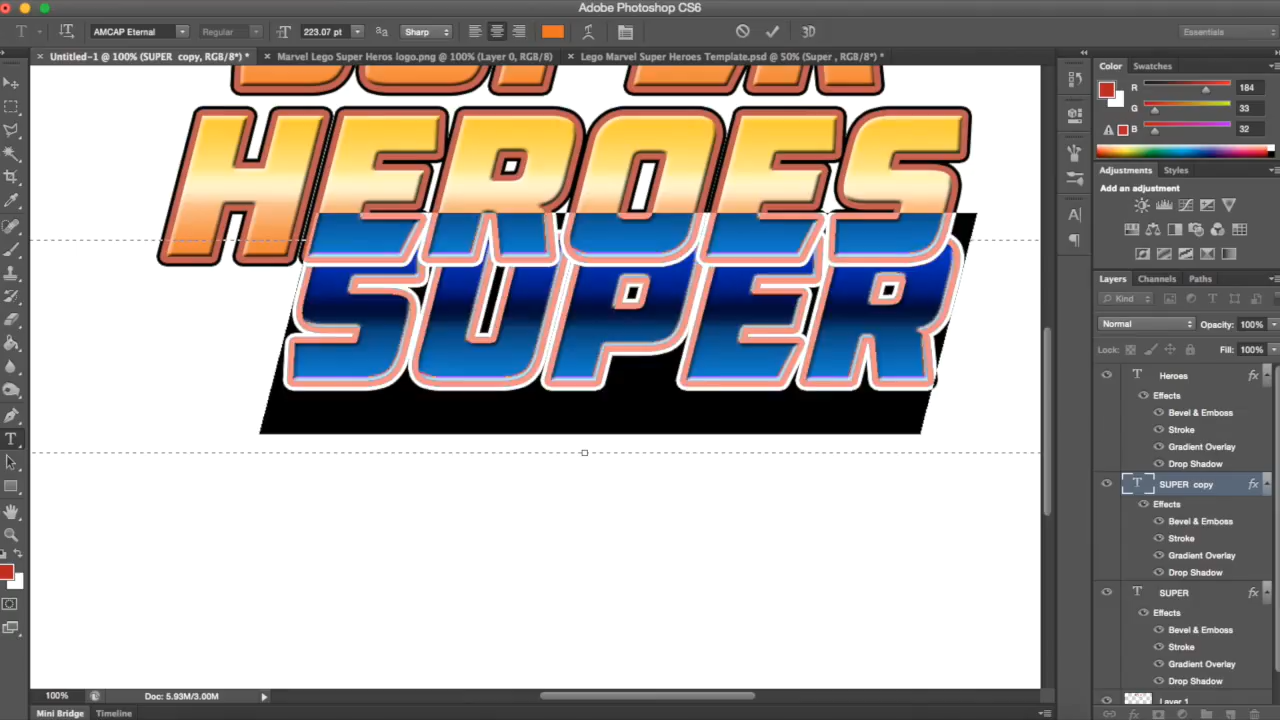 Adobe Photoshop CS6
AMCAP Eternal Regular 223.07 pt Sharp 3D Essentials
Untitled-1 @ 100% (SUPER copy, RGB/8*) * Marvel Lego Super Heros logo.png @ 100% (Layer 0, RGB/8) Lego Marvel Super Heroes Template.psd @ 50% (Super , RGB/8*) *
SUPER
HEROES
SUPER
Color Swatches
R 184
G 33
B 32
Adjustments Styles
Add an adjustment
Layers Channels Paths
Kind
Normal Opacity: 100%
Lock: Fill: 100%
Heroes fx
Effects
Bevel & Emboss
Stroke
Gradient Overlay
Drop Shadow
SUPER copy fx
Effects
Bevel & Emboss
Stroke
Gradient Overlay
Drop Shadow
SUPER fx
Effects
Bevel & Emboss
Stroke
Gradient Overlay
Drop Shadow
Layer 1
100% Doc: 5.93M/3.00M
Mini Bridge Timeline